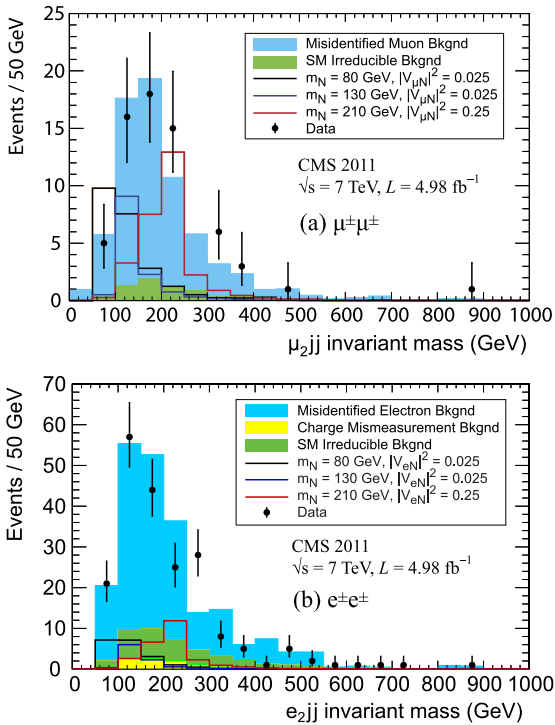 (a)
Events / 50 GeV
25
20
15
10
5
0
Misidentified Muon Bkgnd
SM Irreducible Bkgnd
m_N = 80 GeV, |V_μN|² = 0.025
m_N = 130 GeV, |V_μN|² = 0.025
m_N = 210 GeV, |V_μN|² = 0.25
Data
CMS 2011
√s = 7 TeV, L = 4.98 fb⁻¹
(a) μ±μ±
0 100 200 300 400 500 600 700 800 900 1000
μ₂jj invariant mass (GeV)
(b)
Events / 50 GeV
70
60
50
40
30
20
10
0
Misidentified Electron Bkgnd
Charge Mismeasurement Bkgnd
SM Irreducible Bkgnd
m_N = 80 GeV, |V_eN|² = 0.025
m_N = 130 GeV, |V_eN|² = 0.025
m_N = 210 GeV, |V_eN|² = 0.25
Data
CMS 2011
√s = 7 TeV, L = 4.98 fb⁻¹
(b) e±e±
0 100 200 300 400 500 600 700 800 900 1000
e₂jj invariant mass (GeV)